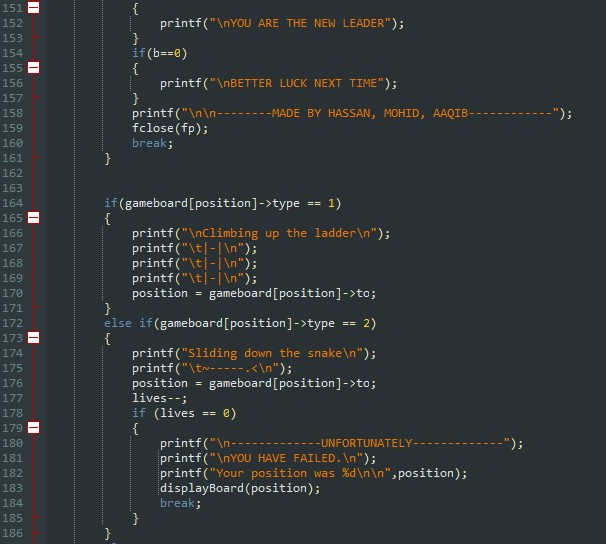 151 {
152 printf("\nYOU ARE THE NEW LEADER");
153 }
154 if(b==0)
155 {
156 printf("\nBETTER LUCK NEXT TIME");
157 }
158 printf("\n\n--------MADE BY HASSAN, MOHID, AAQIB------------");
159 fclose(fp);
160 break;
161 }
162
163
164 if(gameboard[position]->type == 1)
165 {
166 printf("\nClimbing up the ladder\n");
167 printf("\t|-|\n");
168 printf("\t|-|\n");
169 printf("\t|-|\n");
170 position = gameboard[position]->to;
171 }
172 else if(gameboard[position]->type == 2)
173 {
174 printf("Sliding down the snake\n");
175 printf("\t~-----.<\n");
176 position = gameboard[position]->to;
177 lives--;
178 if (lives == 0)
179 {
180 printf("\n-------------UNFORTUNATELY-------------");
181 printf("\nYOU HAVE FAILED.\n");
182 printf("Your position was %d\n\n",position);
183 displayBoard(position);
184 break;
185 }
186 }